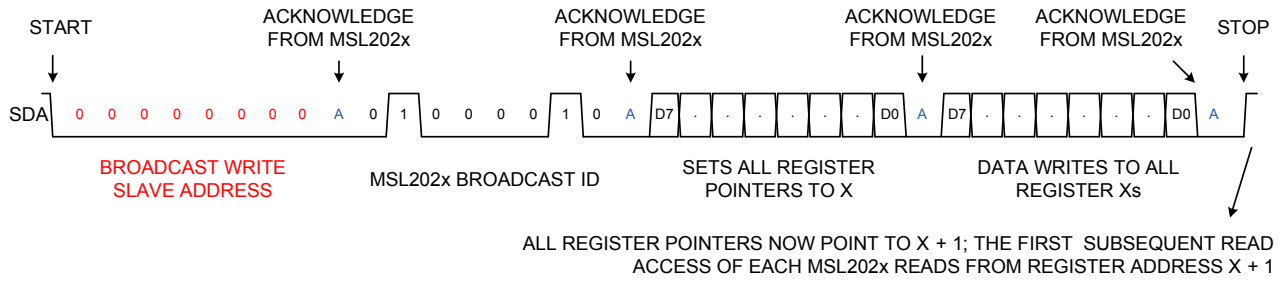 START
ACKNOWLEDGE
FROM MSL202x
ACKNOWLEDGE
FROM MSL202x
ACKNOWLEDGE
FROM MSL202x
ACKNOWLEDGE
FROM MSL202x
STOP
SDA 0 0 0 0 0 0 0 0 A 0 1 0 0 0 0 1 0 A D7 . . . . . . D0 A D7 . . . . . . D0 A
BROADCAST WRITE
SLAVE ADDRESS
MSL202x BROADCAST ID
SETS ALL REGISTER
POINTERS TO X
DATA WRITES TO ALL
REGISTER Xs
ALL REGISTER POINTERS NOW POINT TO X + 1; THE FIRST SUBSEQUENT READ
ACCESS OF EACH MSL202x READS FROM REGISTER ADDRESS X + 1